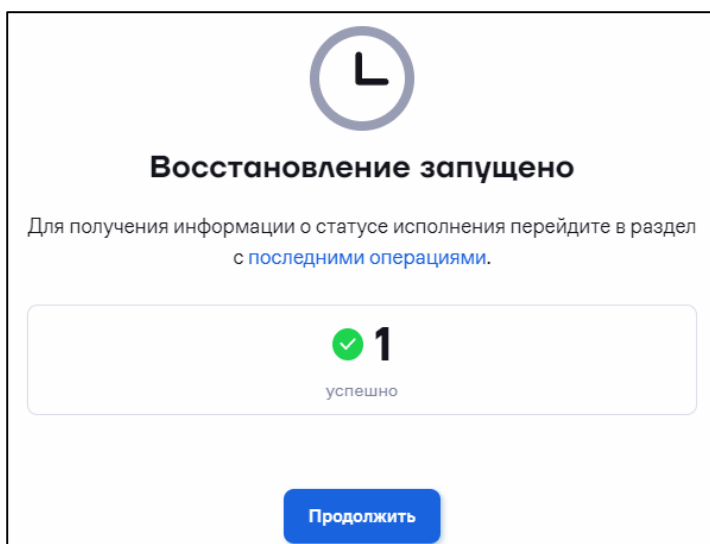 Восстановление запущено
Для получения информации о статусе исполнения перейдите в раздел
с последними операциями.
1
успешно
Продолжить